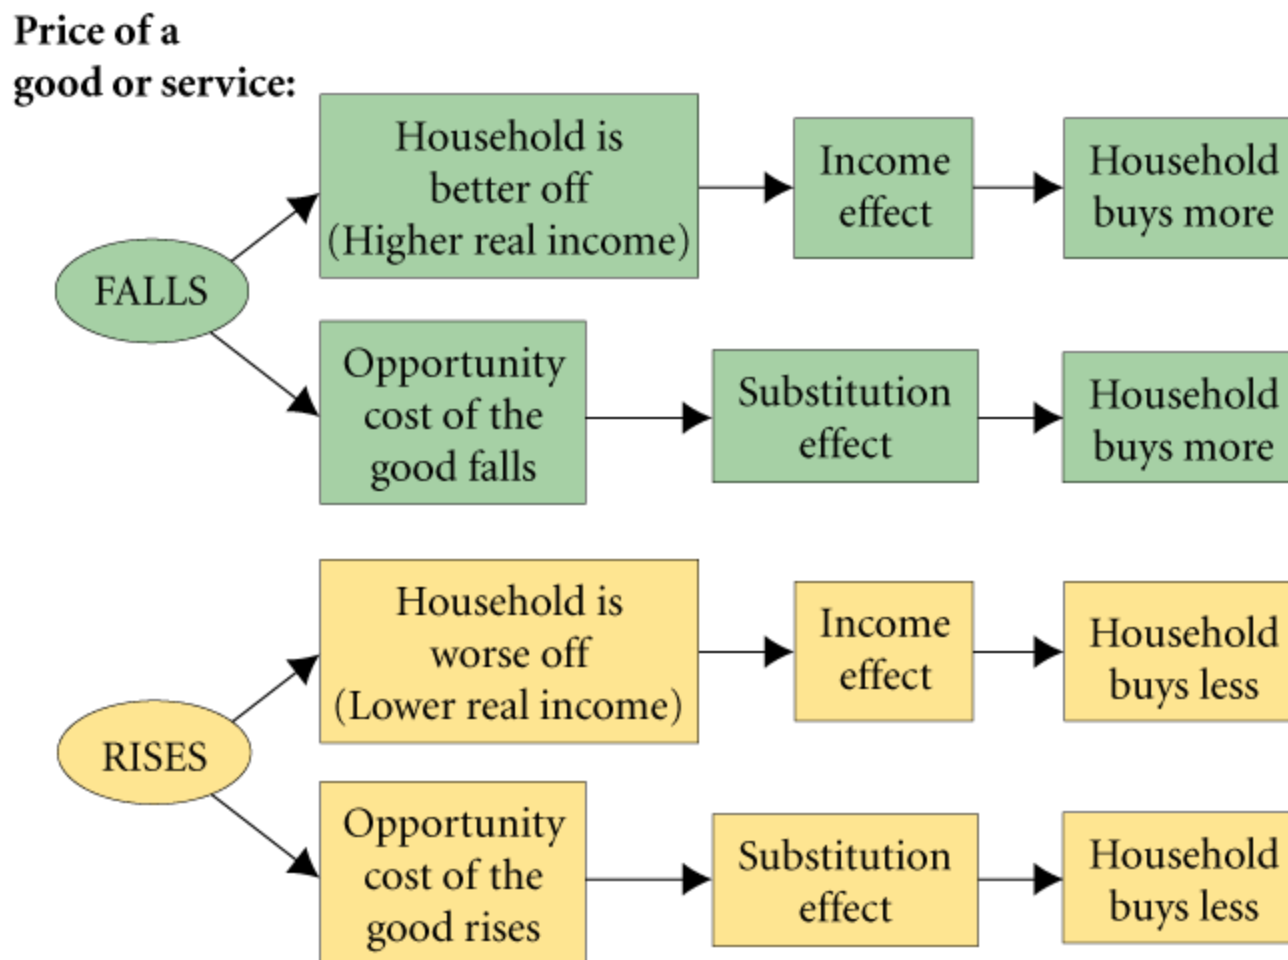 Price of a
good or service:
FALLS
Household is
better off
(Higher real income)
Income
effect
Household
buys more
Opportunity
cost of the
good falls
Substitution
effect
Household
buys more
RISES
Household is
worse off
(Lower real income)
Income
effect
Household
buys less
Opportunity
cost of the
good rises
Substitution
effect
Household
buys less